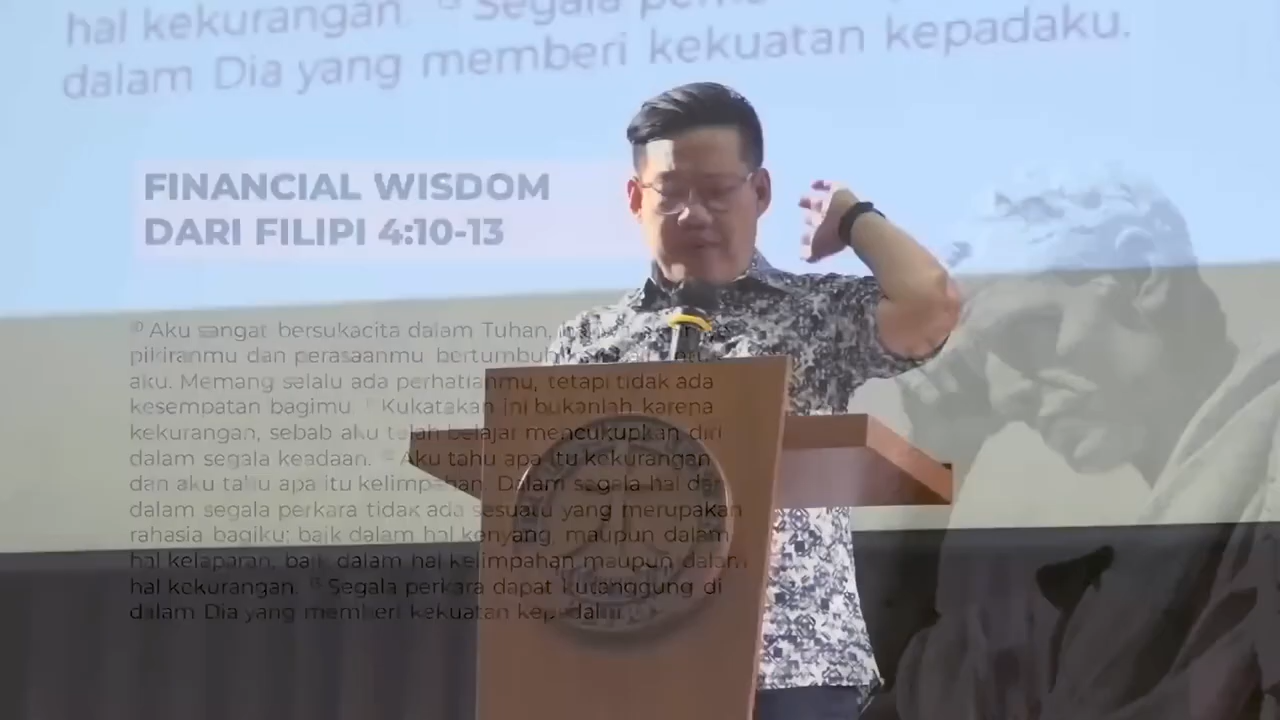 hal kekurangan. Segala
dalam Dia yang memberi kekuatan kepadaku.
FINANCIAL WISDOM
DARI FILIPI 4:10-13
10 Aku sangat bersukacita dalam Tuhan,
pikiranmu dan perasaanmu bertumbuh
aku. Memang selalu ada perhatianmu, tetapi tidak ada
kesempatan bagimu. Kukatakan ini bukanlah karena
kekurangan, sebab aku telah belajar mencukupkan diri
dalam segala keadaan. Aku tahu apa itu kekurangan
dan aku tahu apa itu kelimpahan. Dalam segala hal dan
dalam segala perkara tidak ada sesuatu yang merupakan
rahasia bagiku; baik dalam hal kenyang, maupun dalam
hal kelaparan, baik dalam hal kelimpahan maupun dalam
hal kekurangan. 13 Segala perkara dapat kutanggung di
dalam Dia yang memberi kekuatan